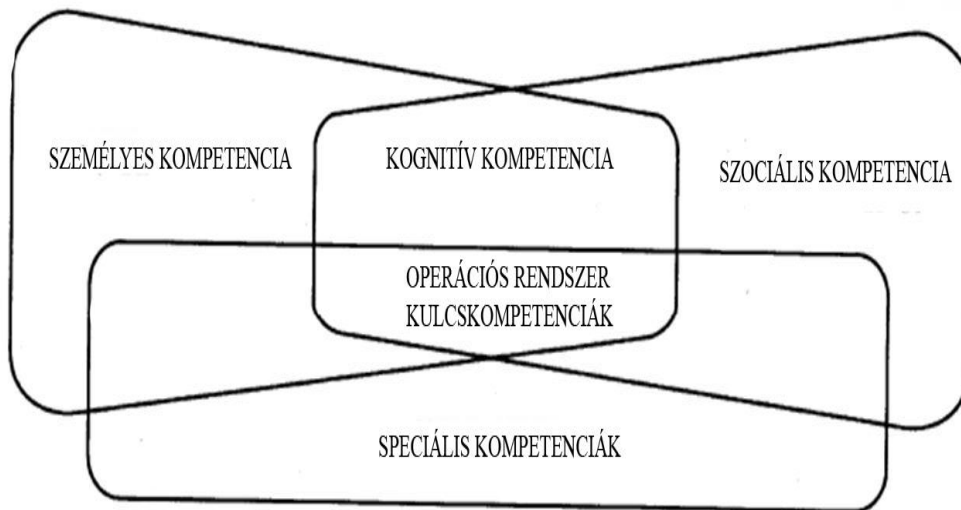 SZEMÉLYES KOMPETENCIA
KOGNITÍV KOMPETENCIA
SZOCIÁLIS KOMPETENCIA
OPERÁCIÓS RENDSZER
KULCSKOMPETENCIÁK
SPECIÁLIS KOMPETENCIÁK